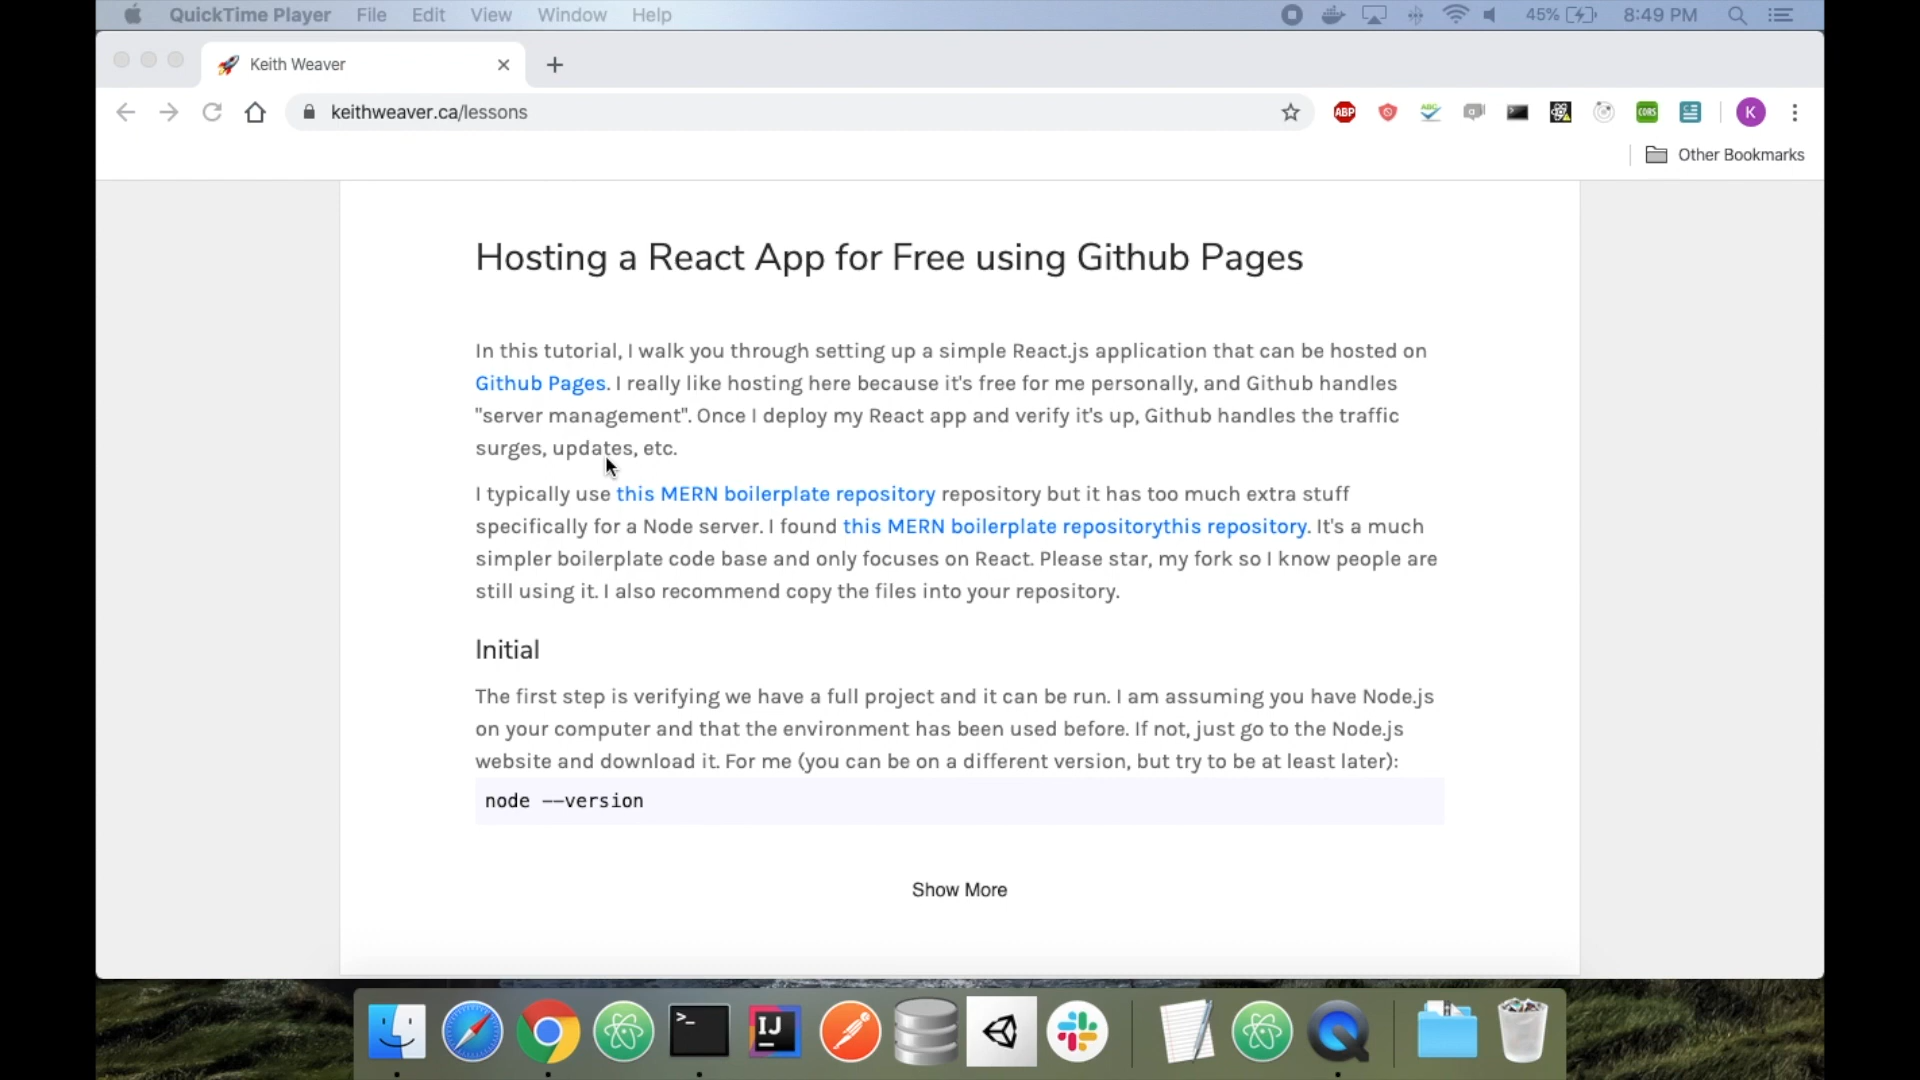 QuickTime Player File Edit View Window Help 45% 8:49 PM
Keith Weaver
keithweaver.ca/lessons
ABP
ABC
CORS
K
Other Bookmarks
Hosting a React App for Free using Github Pages
In this tutorial, I walk you through setting up a simple React.js application that can be hosted on
Github Pages. I really like hosting here because it's free for me personally, and Github handles
"server management". Once I deploy my React app and verify it's up, Github handles the traffic
surges, updates, etc.
I typically use this MERN boilerplate repository repository but it has too much extra stuff
specifically for a Node server. I found this MERN boilerplate repositorythis repository. It's a much
simpler boilerplate code base and only focuses on React. Please star, my fork so I know people are
still using it. I also recommend copy the files into your repository.
Initial
The first step is verifying we have a full project and it can be run. I am assuming you have Node.js
on your computer and that the environment has been used before. If not, just go to the Node.js
website and download it. For me (you can be on a different version, but try to be at least later):
node --version
Show More
>_
IJ